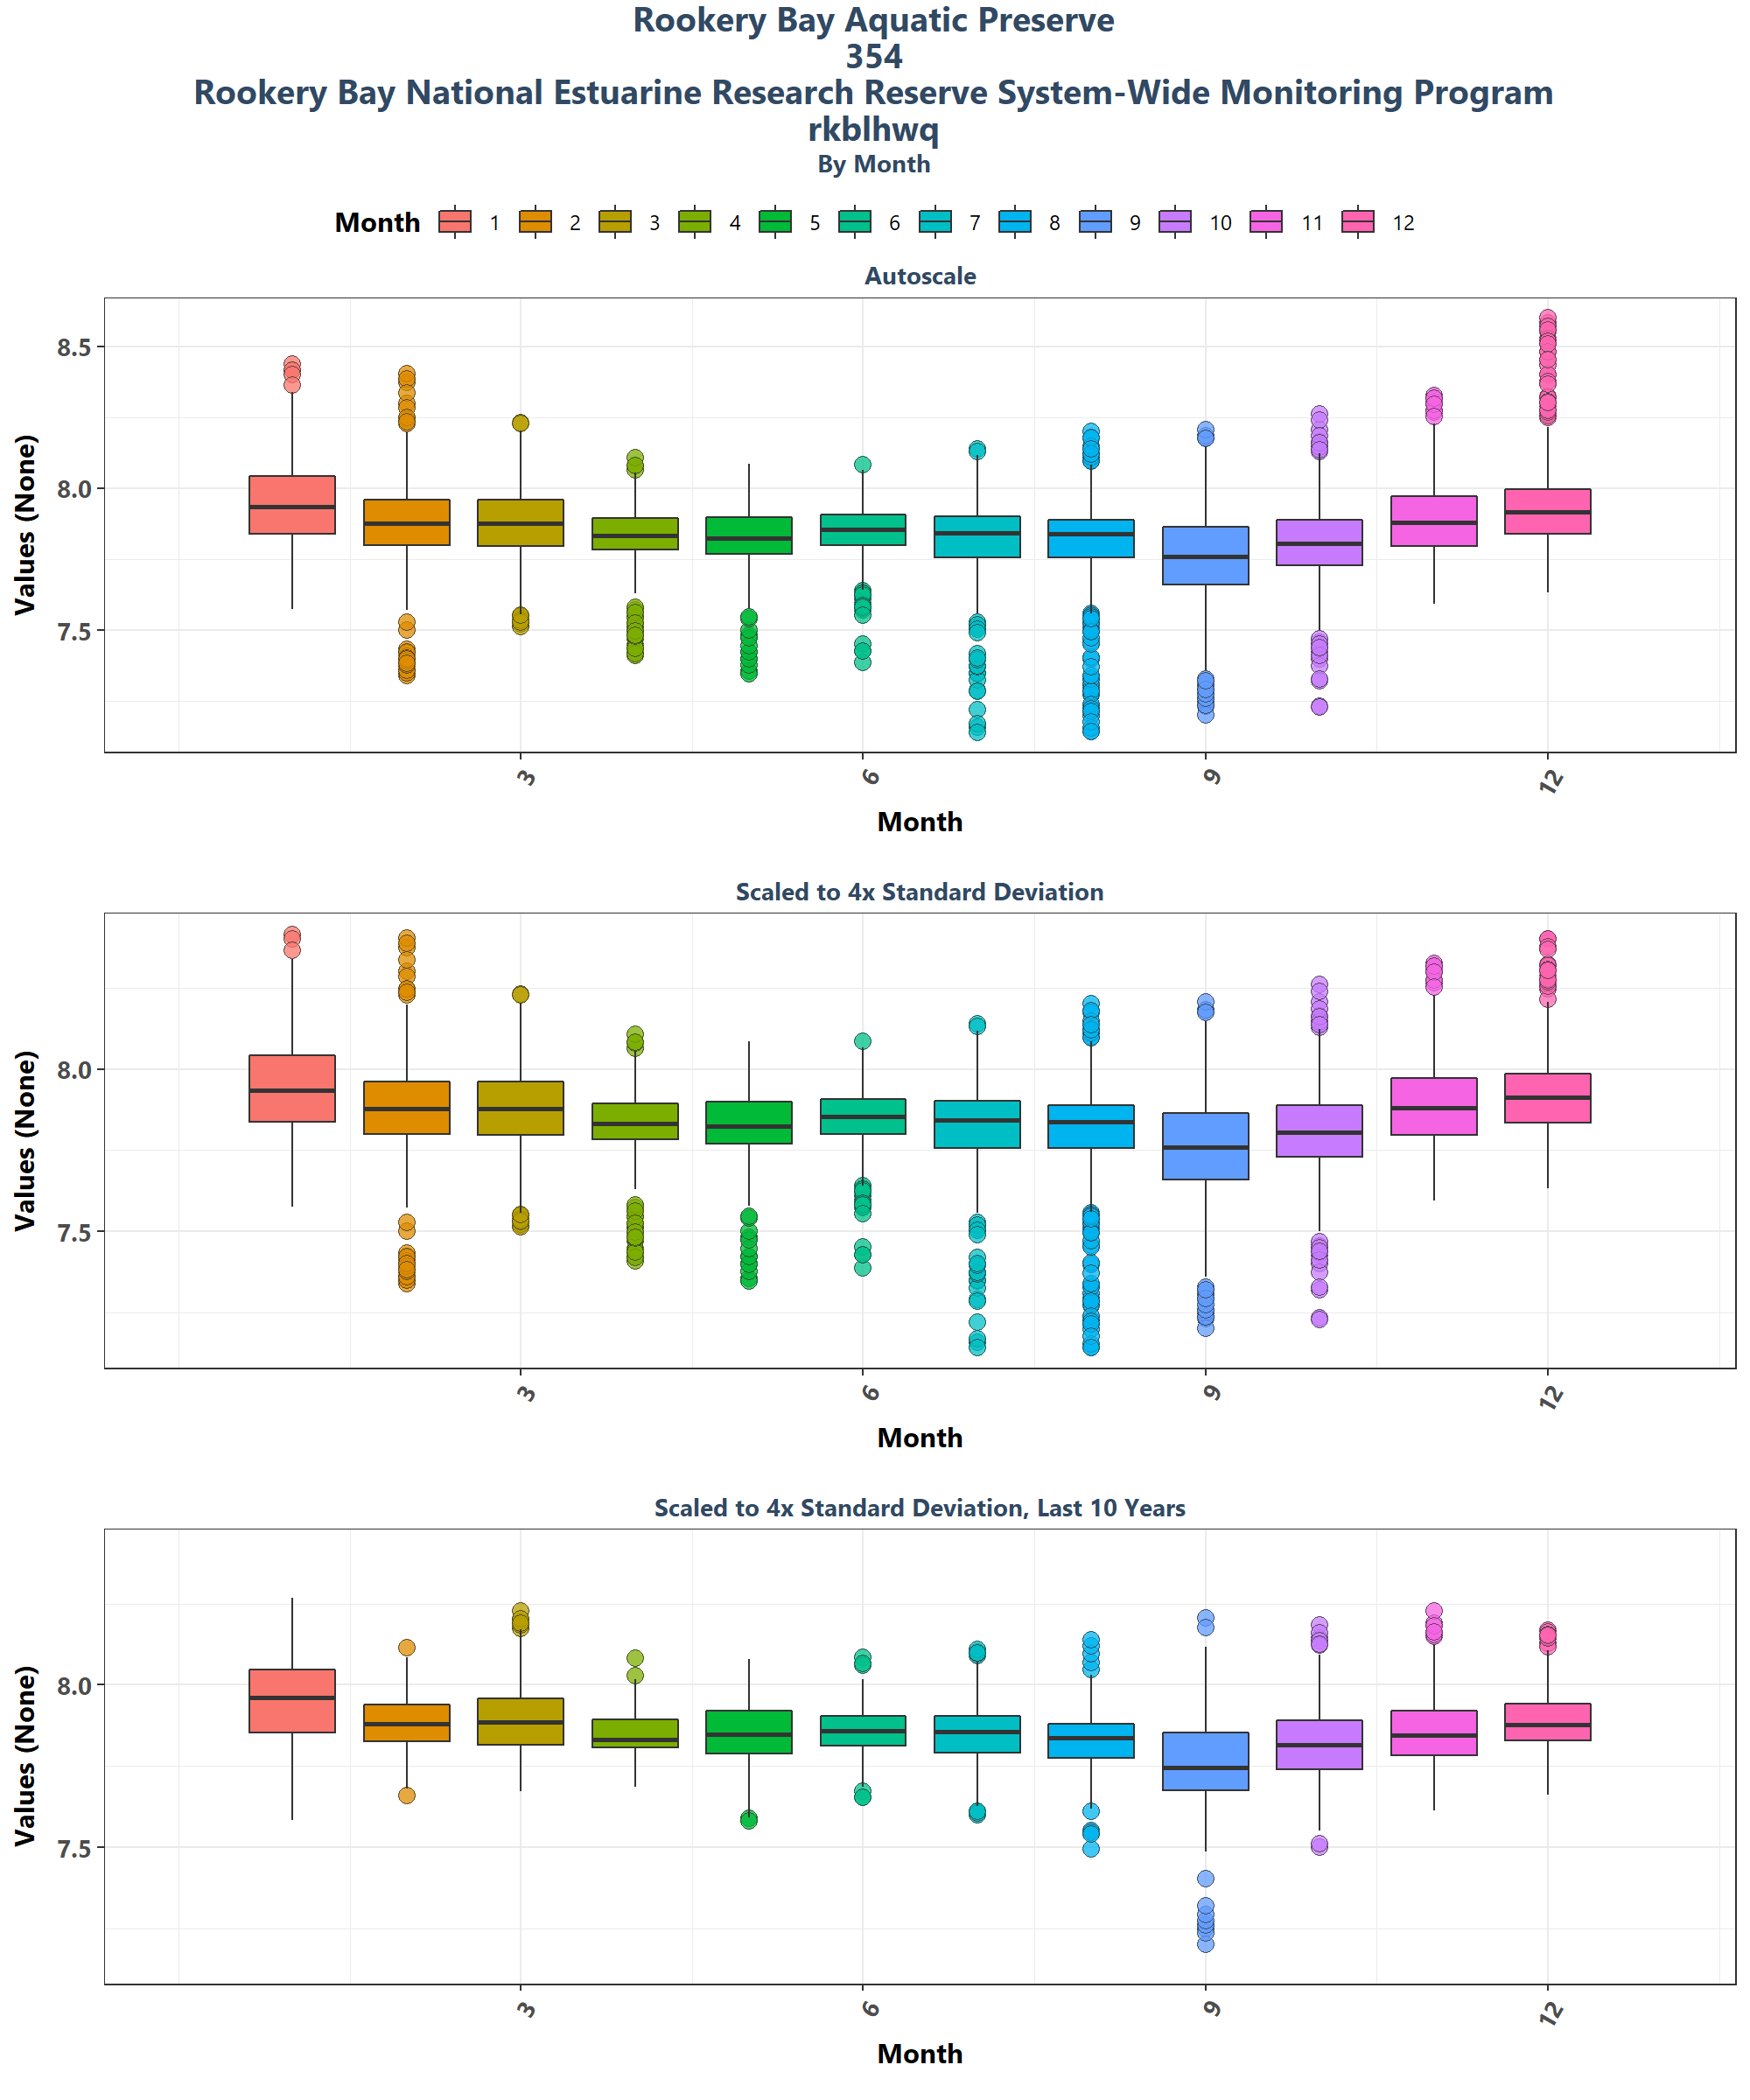 Rookery Bay Aquatic Preserve
354
Rookery Bay National Estuarine Research Reserve System-Wide Monitoring Program
rkblhwq
By Month
Month 1 2 3 4 5 6 7 8 9 10 11 12
Autoscale
Values (None)
8.5
8.0
7.5
3 6 9 12
Month
Scaled to 4x Standard Deviation
Values (None)
8.0
7.5
3 6 9 12
Month
Scaled to 4x Standard Deviation, Last 10 Years
Values (None)
8.0
7.5
3 6 9 12
Month